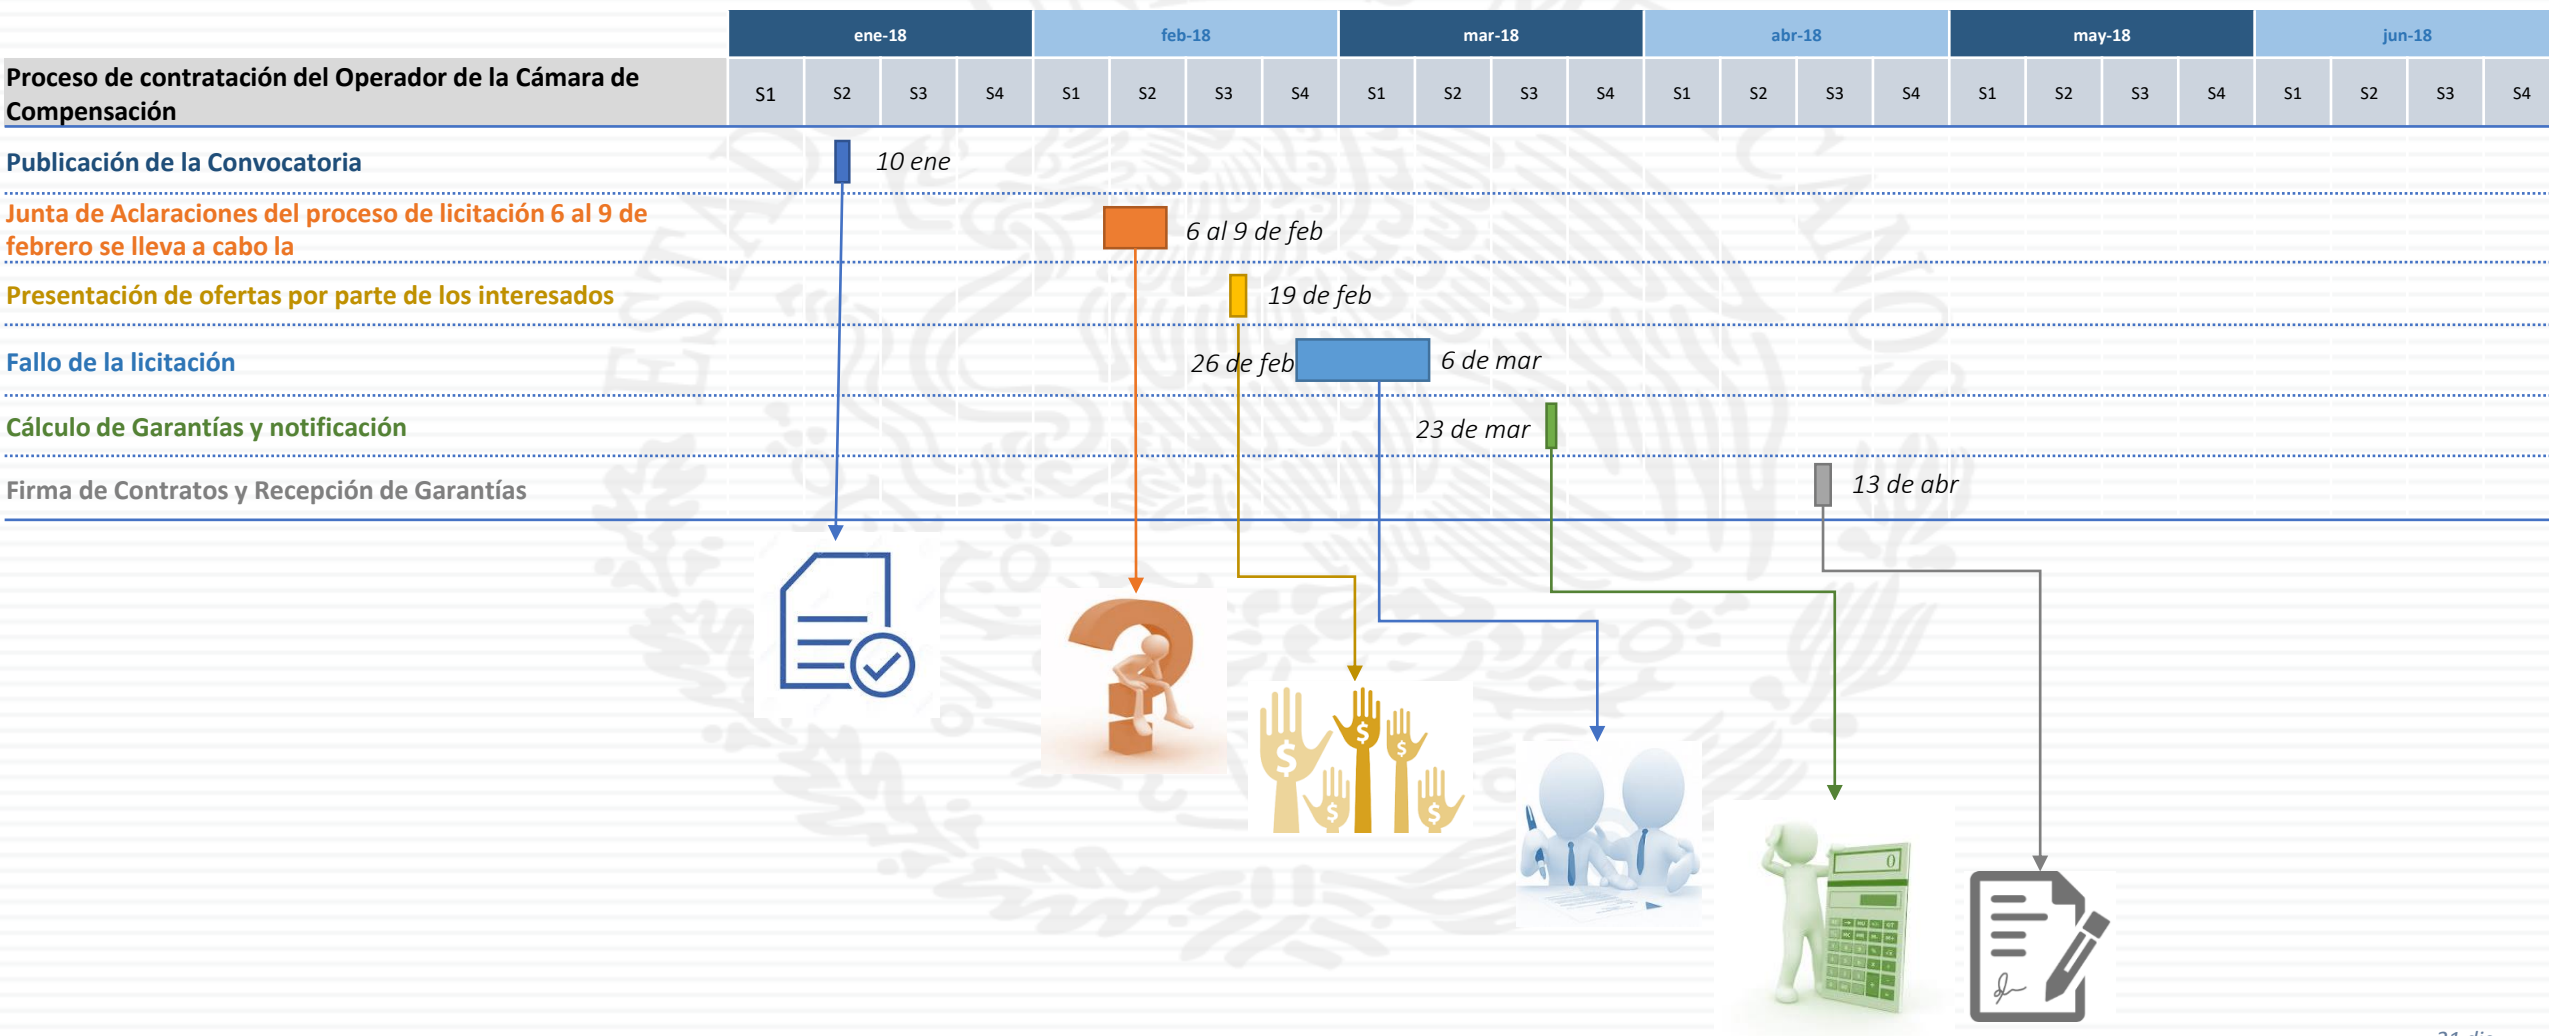 ene-18 feb-18 mar-18 abr-18 may-18 jun-18
Proceso de contratación del Operador de la Cámara de
Compensación
S1 S2 S3 S4 S1 S2 S3 S4 S1 S2 S3 S4 S1 S2 S3 S4 S1 S2 S3 S4 S1 S2 S3 S4
Publicación de la Convocatoria
10 ene
Junta de Aclaraciones del proceso de licitación 6 al 9 de
febrero se lleva a cabo la
6 al 9 de feb
Presentación de ofertas por parte de los interesados
19 de feb
Fallo de la licitación
26 de feb
6 de mar
Cálculo de Garantías y notificación
23 de mar
Firma de Contratos y Recepción de Garantías
13 de abr
$ $ $ $ $
0